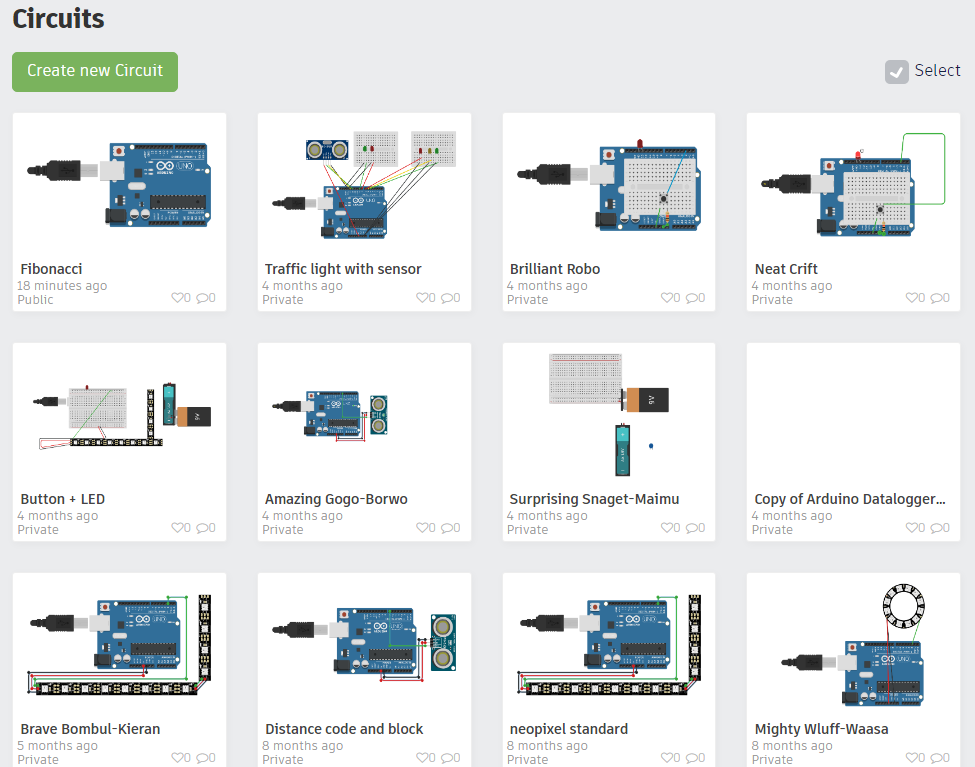 Circuits
Create new Circuit
Select
Fibonacci
18 minutes ago
Public
0 0
Traffic light with sensor
4 months ago
Private
0 0
Brilliant Robo
4 months ago
Private
0 0
Neat Crift
4 months ago
Private
0 0
Button + LED
4 months ago
Private
0 0
Amazing Gogo-Borwo
4 months ago
Private
0 0
Surprising Snaget-Maimu
4 months ago
Private
0 0
Copy of Arduino Datalogger...
4 months ago
Private
0 0
Brave Bombul-Kieran
5 months ago
Private
0 0
Distance code and block
8 months ago
Private
0 0
neopixel standard
8 months ago
Private
0 0
Mighty Wluff-Waasa
8 months ago
Private
0 0